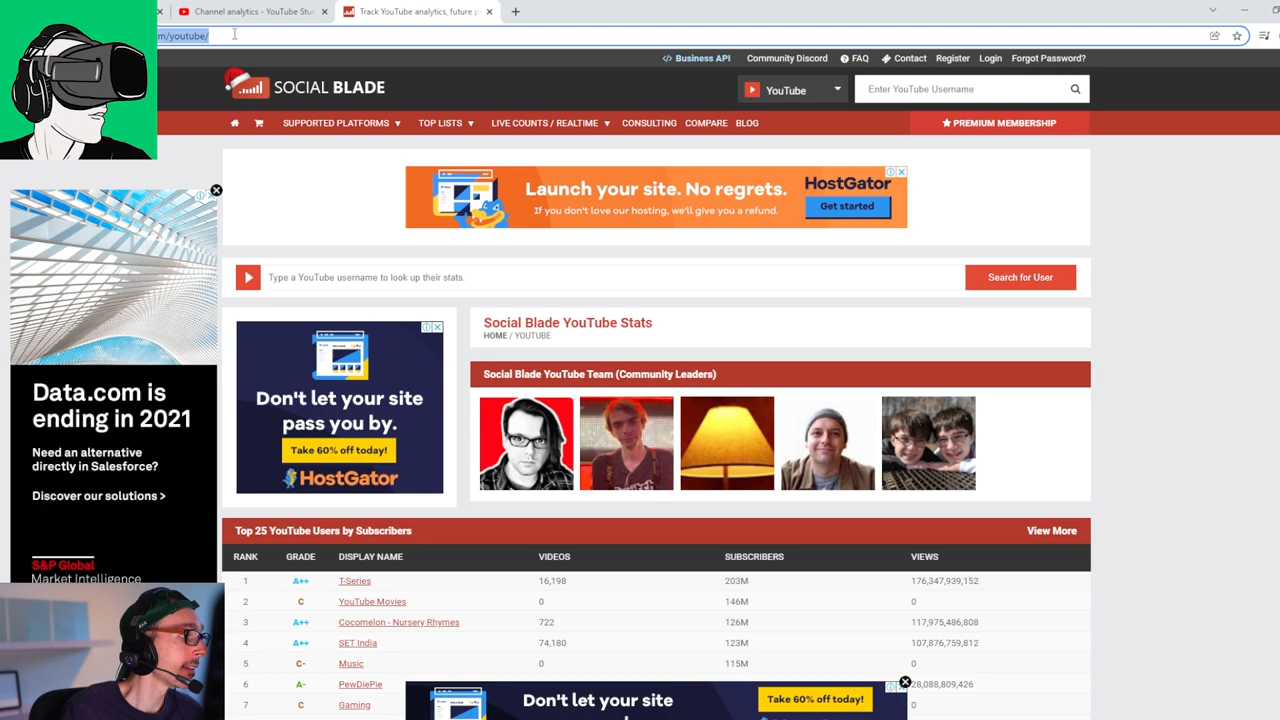 Channel analytics - YouTube Stud
Track YouTube analytics, future p
m/youtube/
Business API
Community Discord
FAQ
Contact
Register
Login
Forgot Password?
SOCIAL BLADE
YouTube
Enter YouTube Username
SUPPORTED PLATFORMS
TOP LISTS
LIVE COUNTS / REALTIME
CONSULTING
COMPARE
BLOG
PREMIUM MEMBERSHIP
Launch your site. No regrets.
If you don't love our hosting, we'll give you a refund.
HostGator
Get started
Type a YouTube username to look up their stats.
Search for User
Data.com is
ending in 2021
Need an alternative
directly in Salesforce?
Discover our solutions >
S&P Global
Market Intelligence
Don't let your site
pass you by.
Take 60% off today!
HostGator
Social Blade YouTube Stats
HOME / YOUTUBE
Social Blade YouTube Team (Community Leaders)
Top 25 YouTube Users by Subscribers
View More
RANK GRADE DISPLAY NAME VIDEOS SUBSCRIBERS VIEWS
1 A++ T-Series 16,198 203M 176,347,939,152
2 C YouTube Movies 0 146M 0
3 A++ Cocomelon - Nursery Rhymes 722 126M 117,975,486,808
4 A++ SET India 74,180 123M 107,876,759,812
5 C- Music 0 115M 0
6 A- PewDiePie 28,088,809,426
7 C Gaming 0
Don't let your site
Take 60% off today!